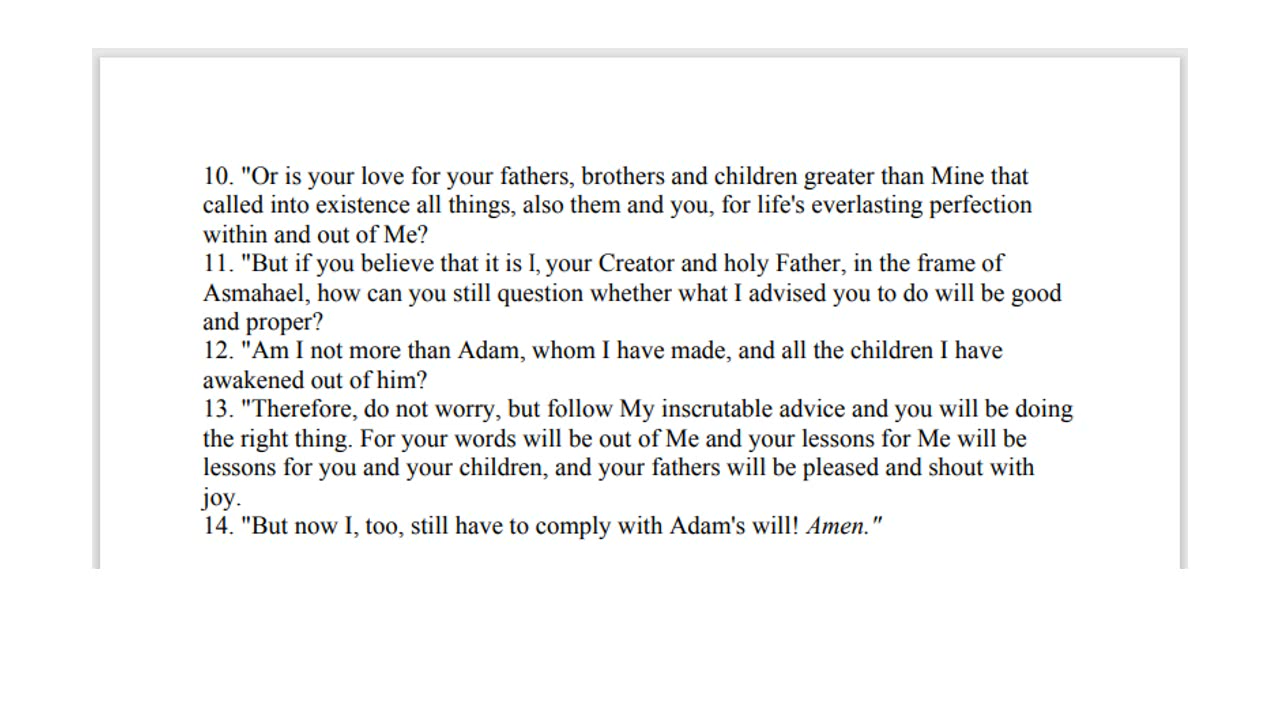 10. "Or is your love for your fathers, brothers and children greater than Mine that
called into existence all things, also them and you, for life's everlasting perfection
within and out of Me?
11. "But if you believe that it is I, your Creator and holy Father, in the frame of
Asmahael, how can you still question whether what I advised you to do will be good
and proper?
12. "Am I not more than Adam, whom I have made, and all the children I have
awakened out of him?
13. "Therefore, do not worry, but follow My inscrutable advice and you will be doing
the right thing. For your words will be out of Me and your lessons for Me will be
lessons for you and your children, and your fathers will be pleased and shout with
joy.
14. "But now I, too, still have to comply with Adam's will! Amen."